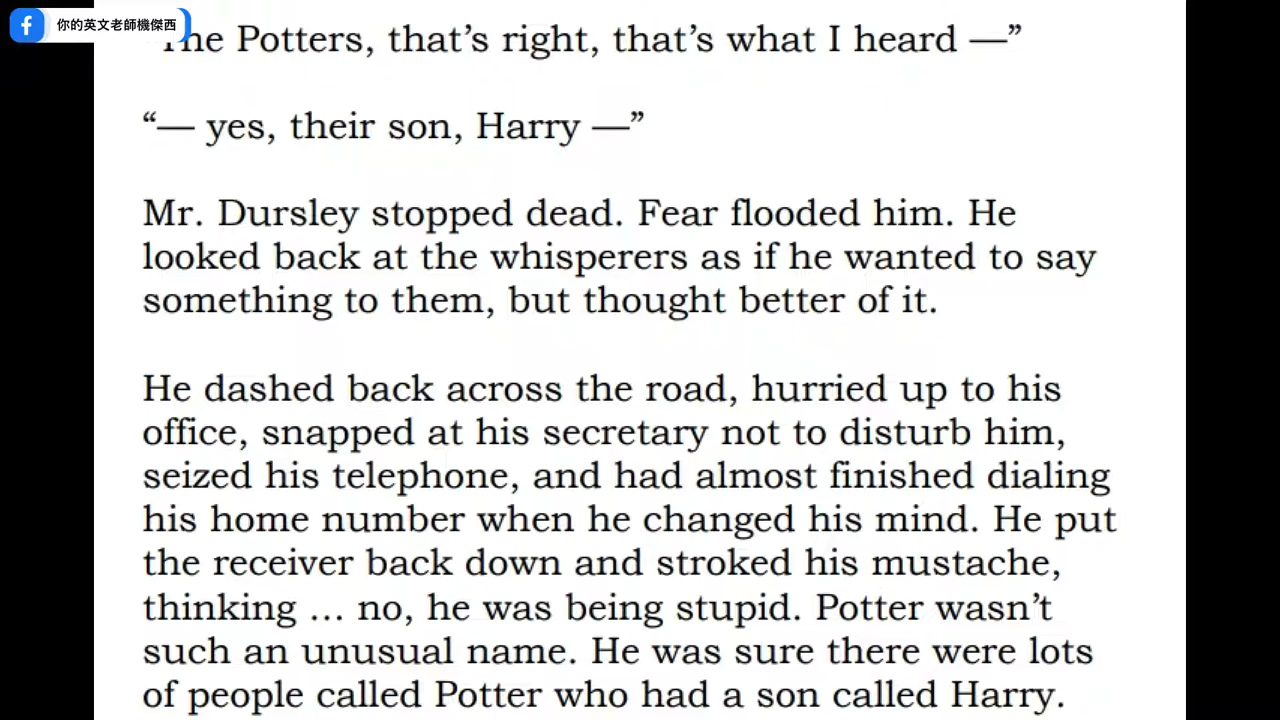 你的英文老師機傑西
“The Potters, that’s right, that’s what I heard —”
“— yes, their son, Harry —”
Mr. Dursley stopped dead. Fear flooded him. He
looked back at the whisperers as if he wanted to say
something to them, but thought better of it.
He dashed back across the road, hurried up to his
office, snapped at his secretary not to disturb him,
seized his telephone, and had almost finished dialing
his home number when he changed his mind. He put
the receiver back down and stroked his mustache,
thinking ... no, he was being stupid. Potter wasn’t
such an unusual name. He was sure there were lots
of people called Potter who had a son called Harry.